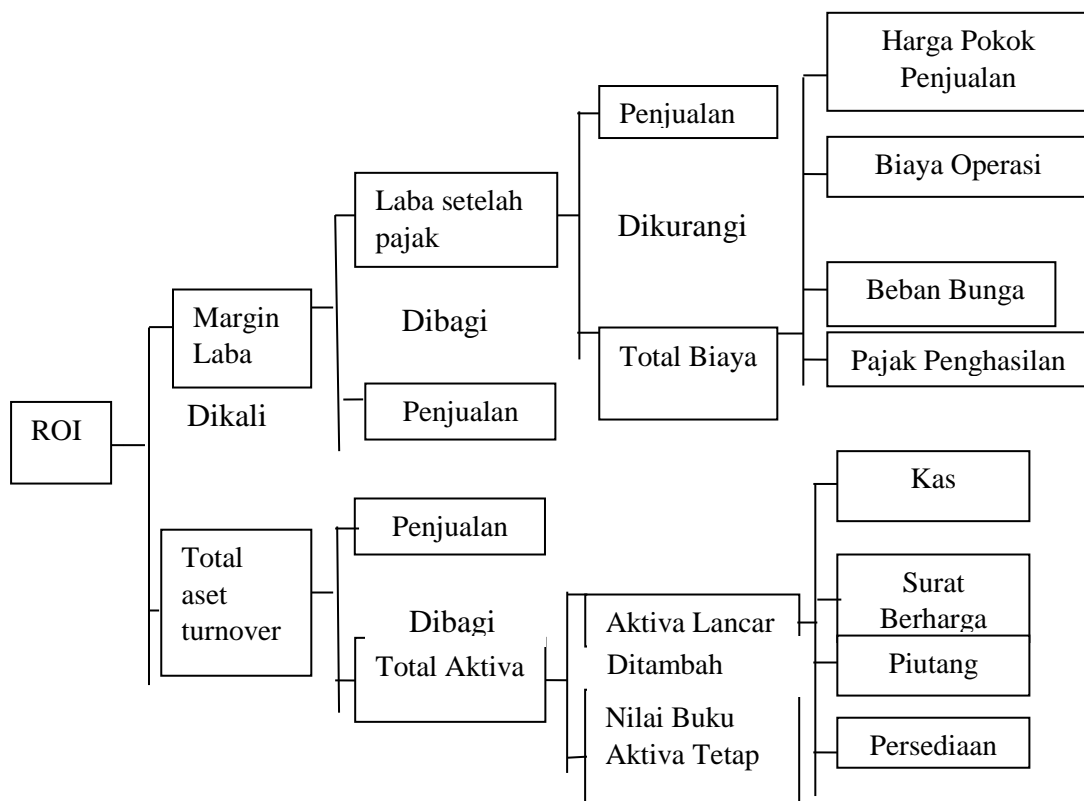 Harga Pokok
Penjualan
Penjualan
Biaya Operasi
Laba setelah
pajak
Dikurangi
Beban Bunga
Margin
Laba
Dibagi
Total Biaya
Pajak Penghasilan
Penjualan
Dikali
ROI
Kas
Penjualan
Total
aset
turnover
Surat
Berharga
Dibagi
Aktiva Lancar
Total Aktiva
Ditambah
Piutang
Nilai Buku
Aktiva Tetap
Persediaan